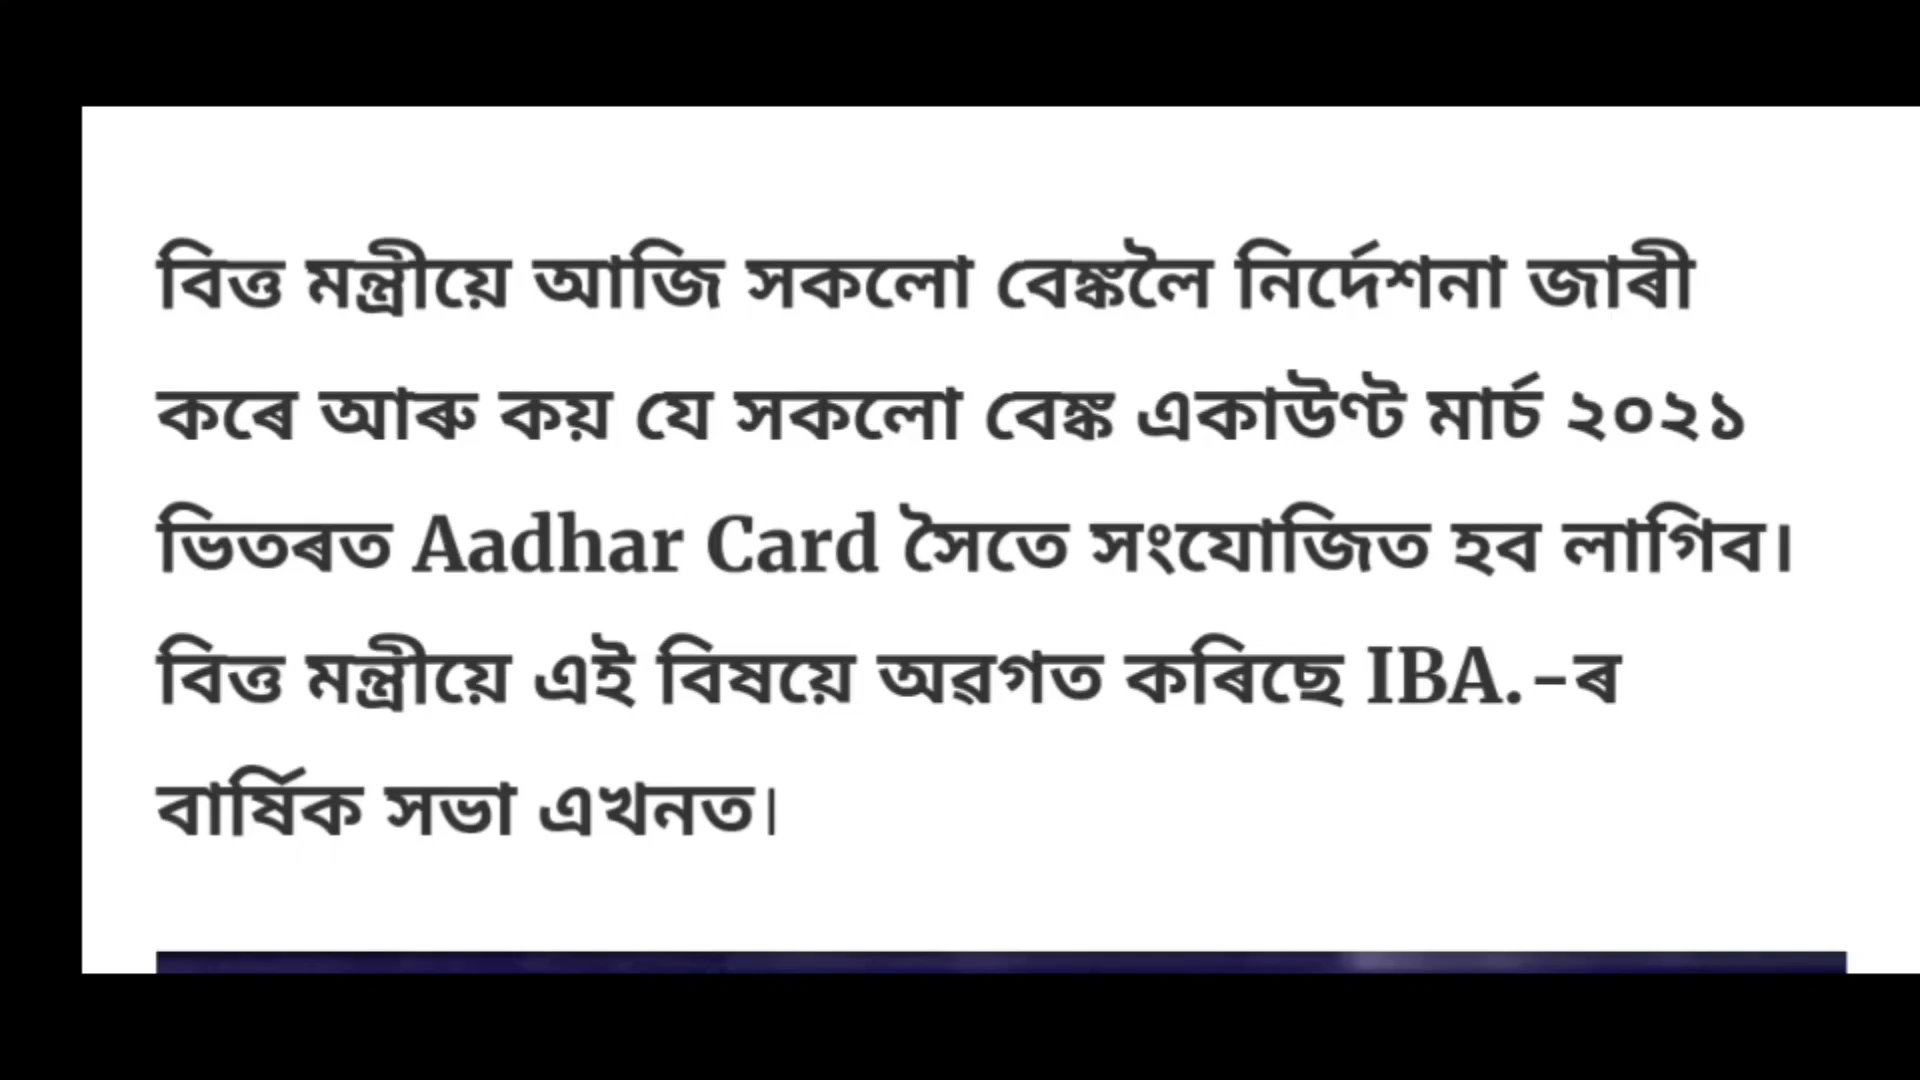 বিত্ত মন্ত্ৰীয়ে আজি সকলো বেঙ্কলৈ নিৰ্দেশনা জাৰী
কৰে আৰু কয় যে সকলো বেঙ্ক একাউণ্ট মাৰ্চ ২০২১
ভিতৰত Aadhar Card সৈতে সংযোজিত হব লাগিব।
বিত্ত মন্ত্ৰীয়ে এই বিষয়ে অৱগত কৰিছে IBA.-ৰ
বাৰ্ষিক সভা এখনত।